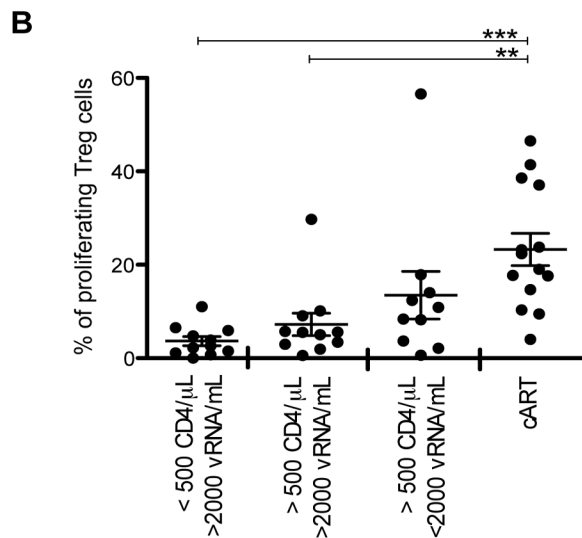 B
***
**
% of proliferating Treg cells
60
40
20
0
< 500 CD4/μL
>2000 vRNA/mL
> 500 CD4/μL
>2000 vRNA/mL
> 500 CD4/μL
<2000 vRNA/mL
cART